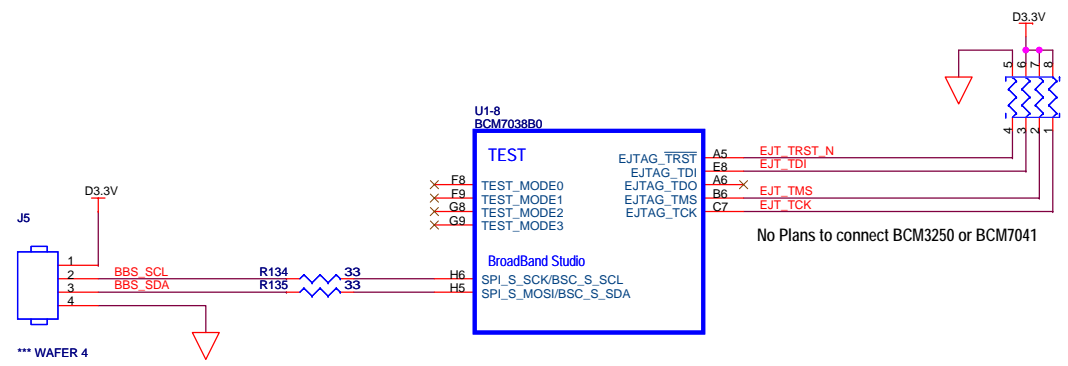 D3.3V
5 6 7 8
4 3 2 1
U1-8
BCM7038B0
TEST
EJTAG_TRST A5 EJT_TRST_N
EJTAG_TDI E8 EJT_TDI
EJTAG_TDO A6
EJTAG_TMS B6 EJT_TMS
EJTAG_TCK C7 EJT_TCK
F8 TEST_MODE0
F9 TEST_MODE1
G8 TEST_MODE2
G9 TEST_MODE3
No Plans to connect BCM3250 or BCM7041
D3.3V
J5
1
2 BBS_SCL R134 33 H6 SPI_S_SCK/BSC_S_SCL
3 BBS_SDA R135 33 H5 SPI_S_MOSI/BSC_S_SDA
4
BroadBand Studio
*** WAFER 4